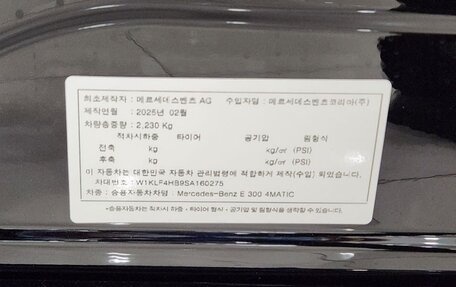 최초제작자 : 메르세데스벤츠 AG 수입자명 : 메르세데스벤츠코리아(주)
제작연월 : 2025년 02월
차량총중량 : 2,230 Kg
적차시하중 타이어 공기압 림형식
전축 kg kg/㎠ (PSI)
후축 kg kg/㎠ (PSI)
이 자동차는 대한민국 자동차 관리법령에 적합하게 제작(수입) 되었습니다.
차대번호 : W1KLF4HB9SA160275
차종 : 승용자동차차명 : Mercedes-Benz E 300 4MATIC
*승용자동차는 적차시 하중 • 타이어 형식 • 공기압 및 림형식을 생략할 수 있습니다.